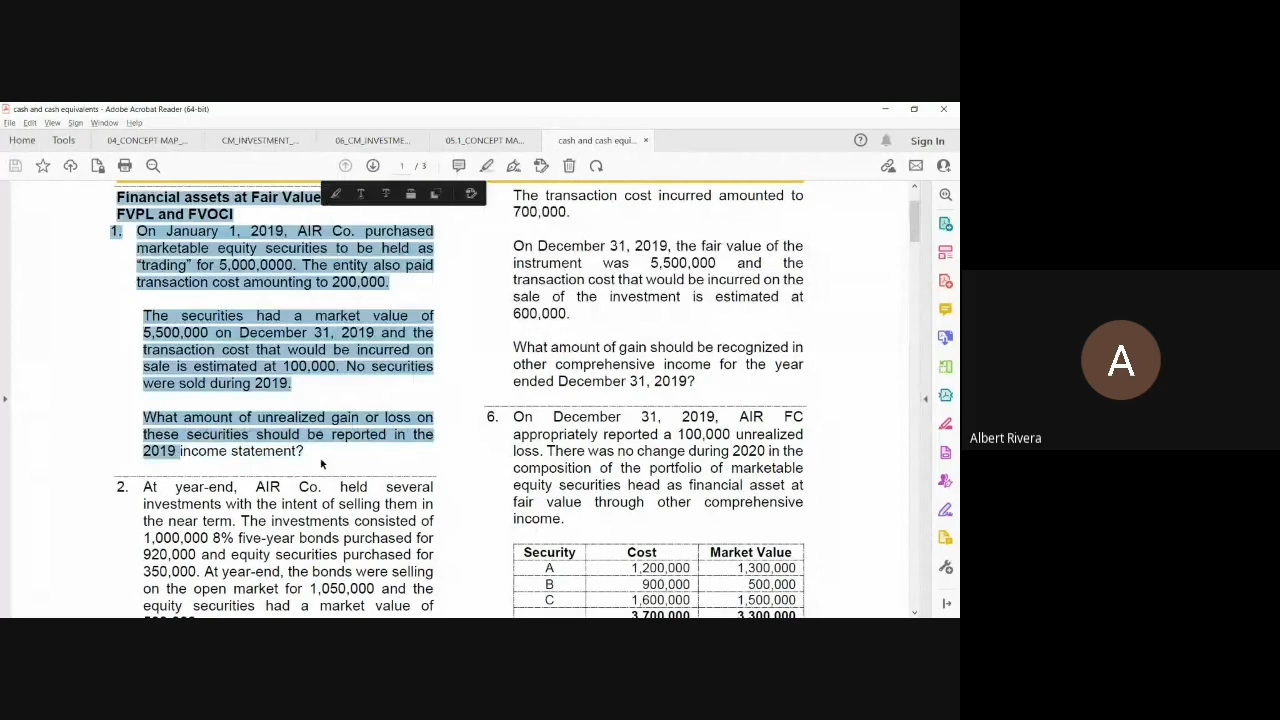 cash and cash equivalents - Adobe Acrobat Reader (64-bit)
File Edit View Sign Window Help
Home Tools 04_CONCEPT MAP_... CM_INVESTMENT_... 06_CM_INVESTME... 05.1_CONCEPT MA... cash and cash equi... × Sign In
1 / 3
Financial assets at Fair Value
FVPL and FVOCI
1. On January 1, 2019, AIR Co. purchased
marketable equity securities to be held as
“trading” for 5,000,0000. The entity also paid
transaction cost amounting to 200,000.
The securities had a market value of
5,500,000 on December 31, 2019 and the
transaction cost that would be incurred on
sale is estimated at 100,000. No securities
were sold during 2019.
What amount of unrealized gain or loss on
these securities should be reported in the
2019 income statement?
2. At year-end, AIR Co. held several
investments with the intent of selling them in
the near term. The investments consisted of
1,000,000 8% five-year bonds purchased for
920,000 and equity securities purchased for
350,000. At year-end, the bonds were selling
on the open market for 1,050,000 and the
equity securities had a market value of
The transaction cost incurred amounted to
700,000.
On December 31, 2019, the fair value of the
instrument was 5,500,000 and the
transaction cost that would be incurred on the
sale of the investment is estimated at
600,000.
What amount of gain should be recognized in
other comprehensive income for the year
ended December 31, 2019?
6. On December 31, 2019, AIR FC
appropriately reported a 100,000 unrealized
loss. There was no change during 2020 in the
composition of the portfolio of marketable
equity securities head as financial asset at
fair value through other comprehensive
income.
Security Cost Market Value
A 1,200,000 1,300,000
B 900,000 500,000
C 1,600,000 1,500,000
3,700,000 3,300,000
A
Albert Rivera